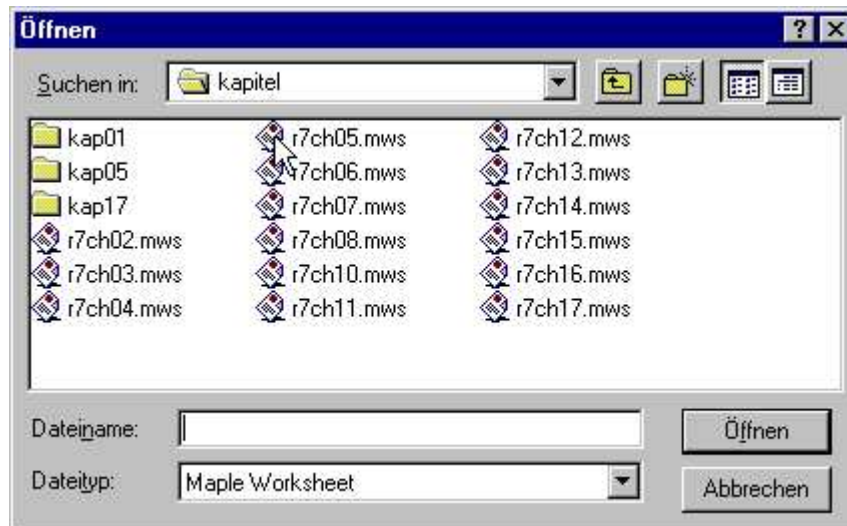 Öffnen
Suchen in: kapitel
kap01 r7ch05.mws r7ch12.mws
kap05 r7ch06.mws r7ch13.mws
kap17 r7ch07.mws r7ch14.mws
r7ch02.mws r7ch08.mws r7ch15.mws
r7ch03.mws r7ch10.mws r7ch16.mws
r7ch04.mws r7ch11.mws r7ch17.mws
Dateiname: Öffnen
Dateityp: Maple Worksheet Abbrechen